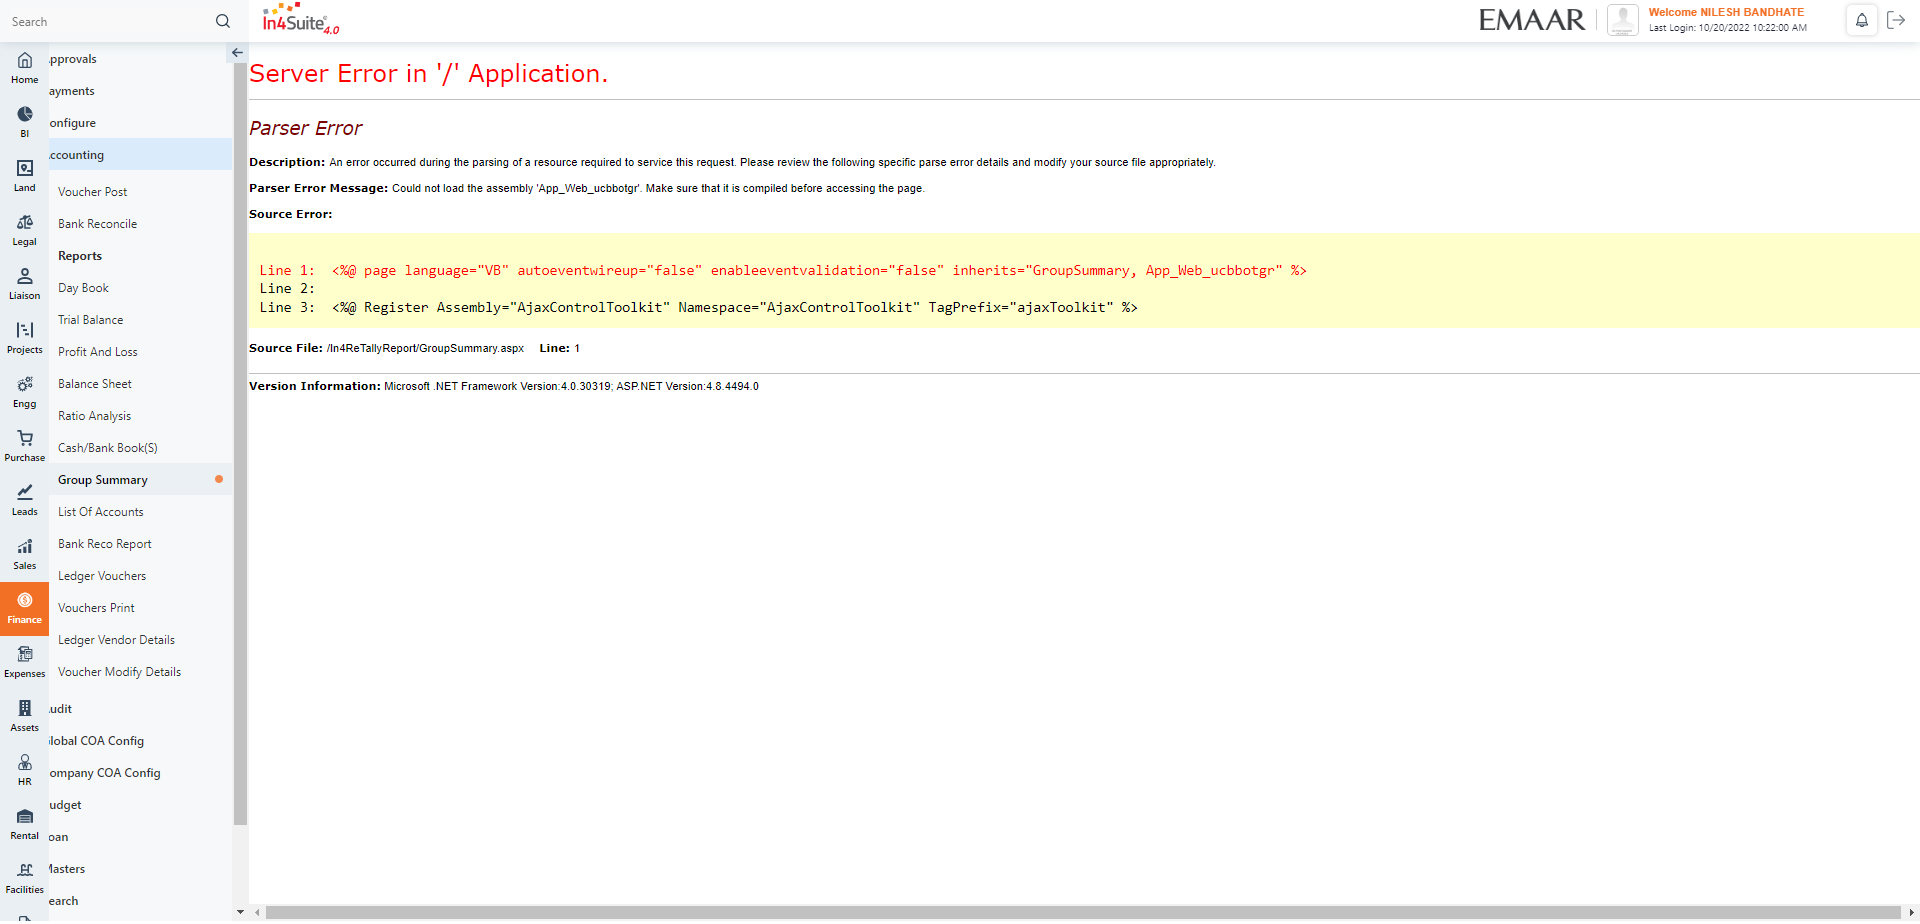 Search
In4Suite 4.0
EMAAR
Welcome NILESH BANDHATE
Last Login: 10/20/2022 10:22:00 AM
Home
BI
Land
Legal
Liaison
Projects
Engg
Purchase
Leads
Sales
Finance
Expenses
Assets
HR
Rental
Facilities
pprovals
ayments
onfigure
ccounting
Voucher Post
Bank Reconcile
Reports
Day Book
Trial Balance
Profit And Loss
Balance Sheet
Ratio Analysis
Cash/Bank Book(S)
Group Summary
List Of Accounts
Bank Reco Report
Ledger Vouchers
Vouchers Print
Ledger Vendor Details
Voucher Modify Details
udit
lobal COA Config
ompany COA Config
udget
oan
Masters
earch
Server Error in '/' Application.
Parser Error
Description: An error occurred during the parsing of a resource required to service this request. Please review the following specific parse error details and modify your source file appropriately.
Parser Error Message: Could not load the assembly 'App_Web_ucbbotgr'. Make sure that it is compiled before accessing the page.
Source Error:
Line 1:  <%@ page language="VB" autoeventwireup="false" enableeventvalidation="false" inherits="GroupSummary, App_Web_ucbbotgr" %>
Line 2:
Line 3:  <%@ Register Assembly="AjaxControlToolkit" Namespace="AjaxControlToolkit" TagPrefix="ajaxToolkit" %>
Source File: /In4ReTallyReport/GroupSummary.aspx    Line: 1
Version Information: Microsoft .NET Framework Version:4.0.30319; ASP.NET Version:4.8.4494.0